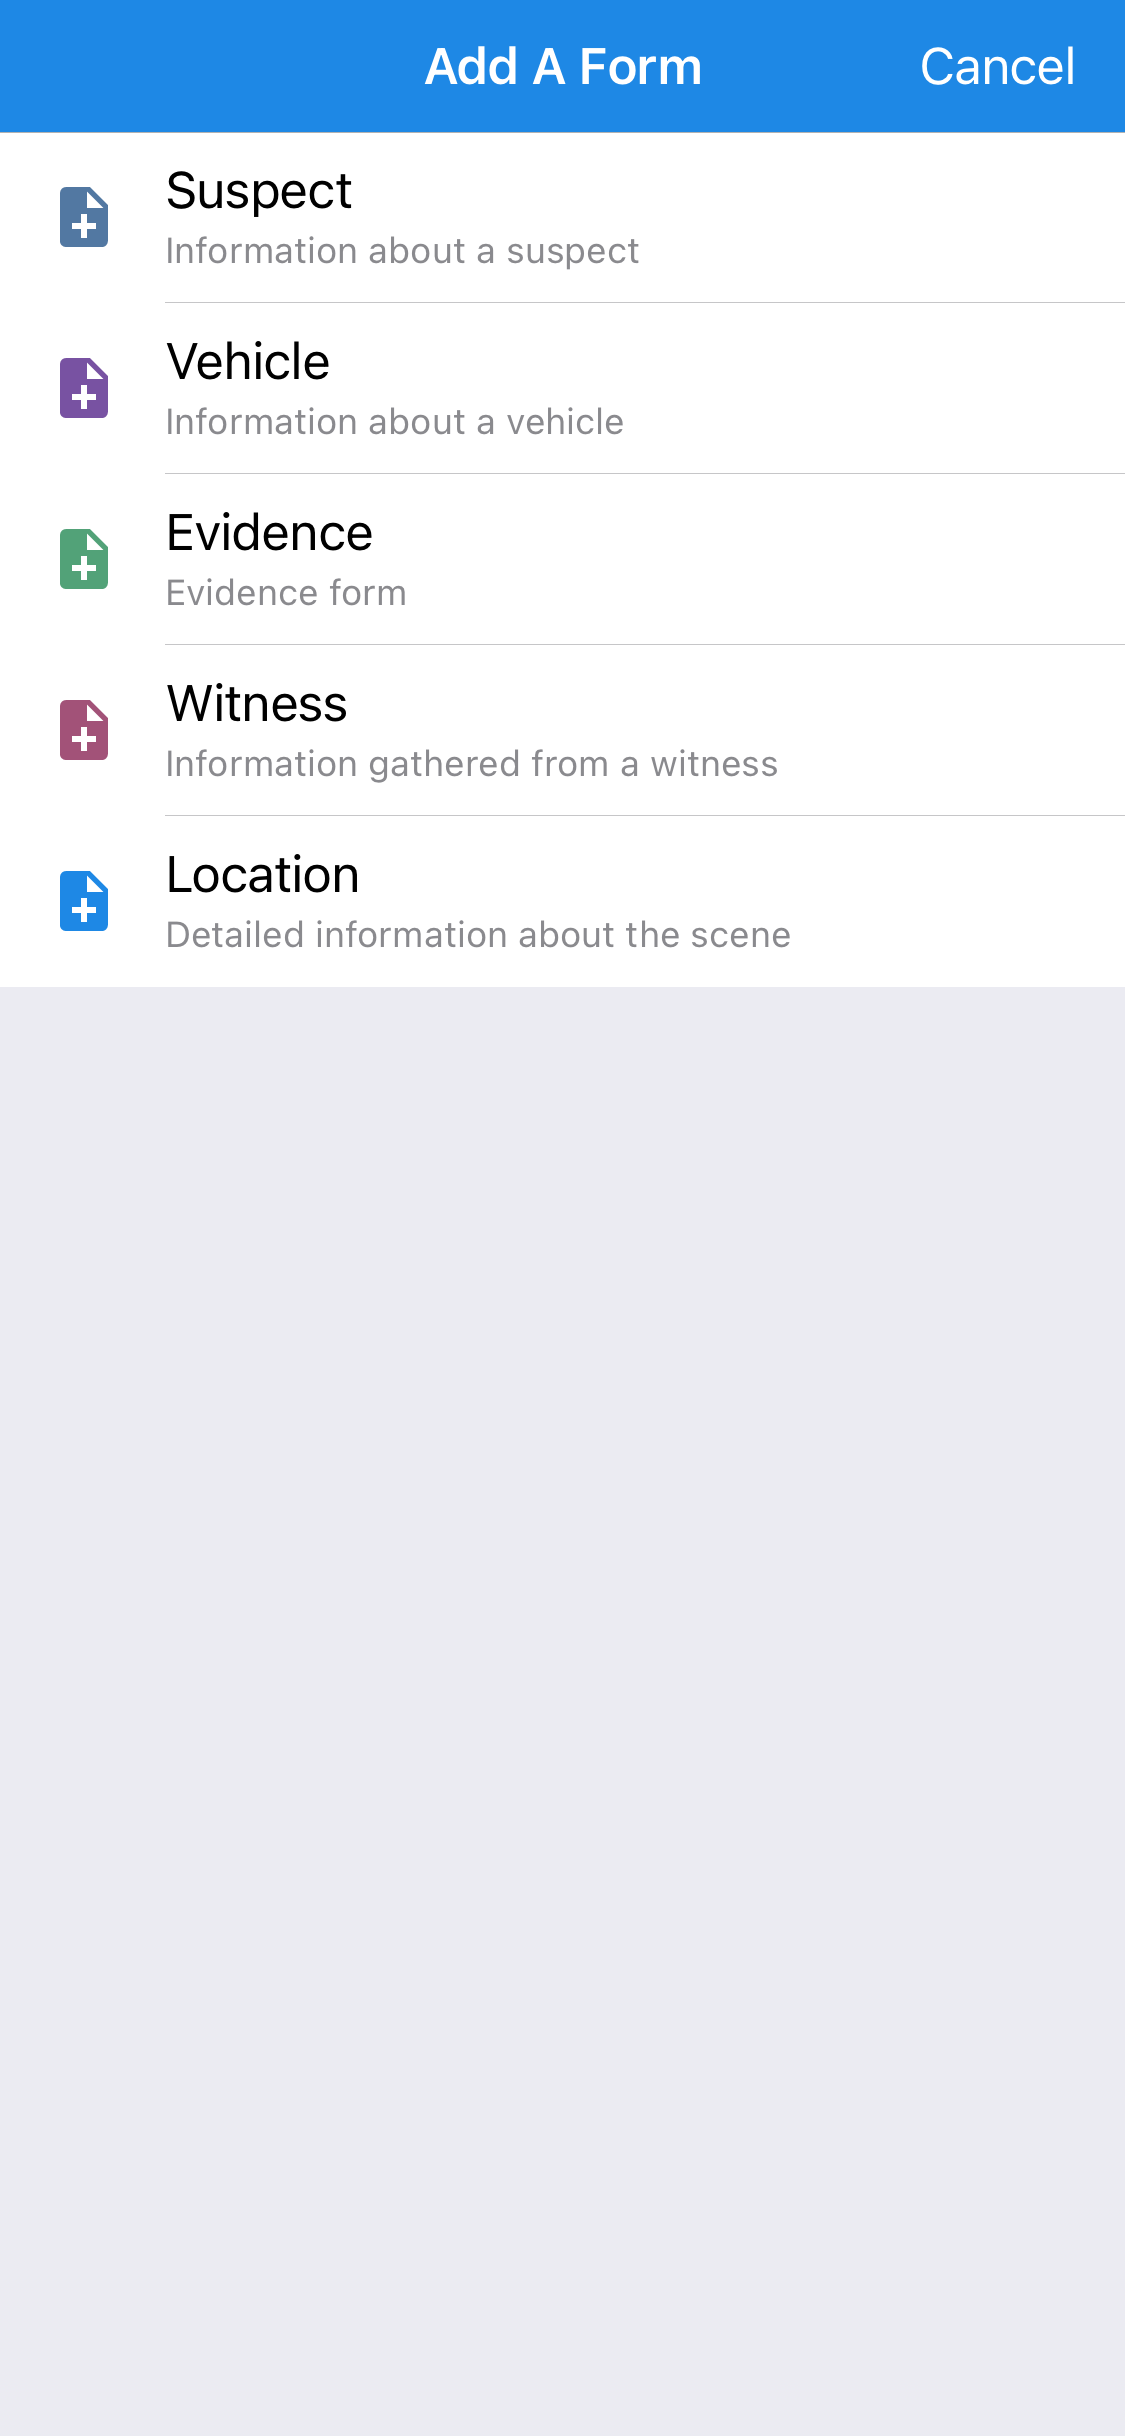 Add A Form
Cancel
Suspect
Information about a suspect
Vehicle
Information about a vehicle
Evidence
Evidence form
Witness
Information gathered from a witness
Location
Detailed information about the scene